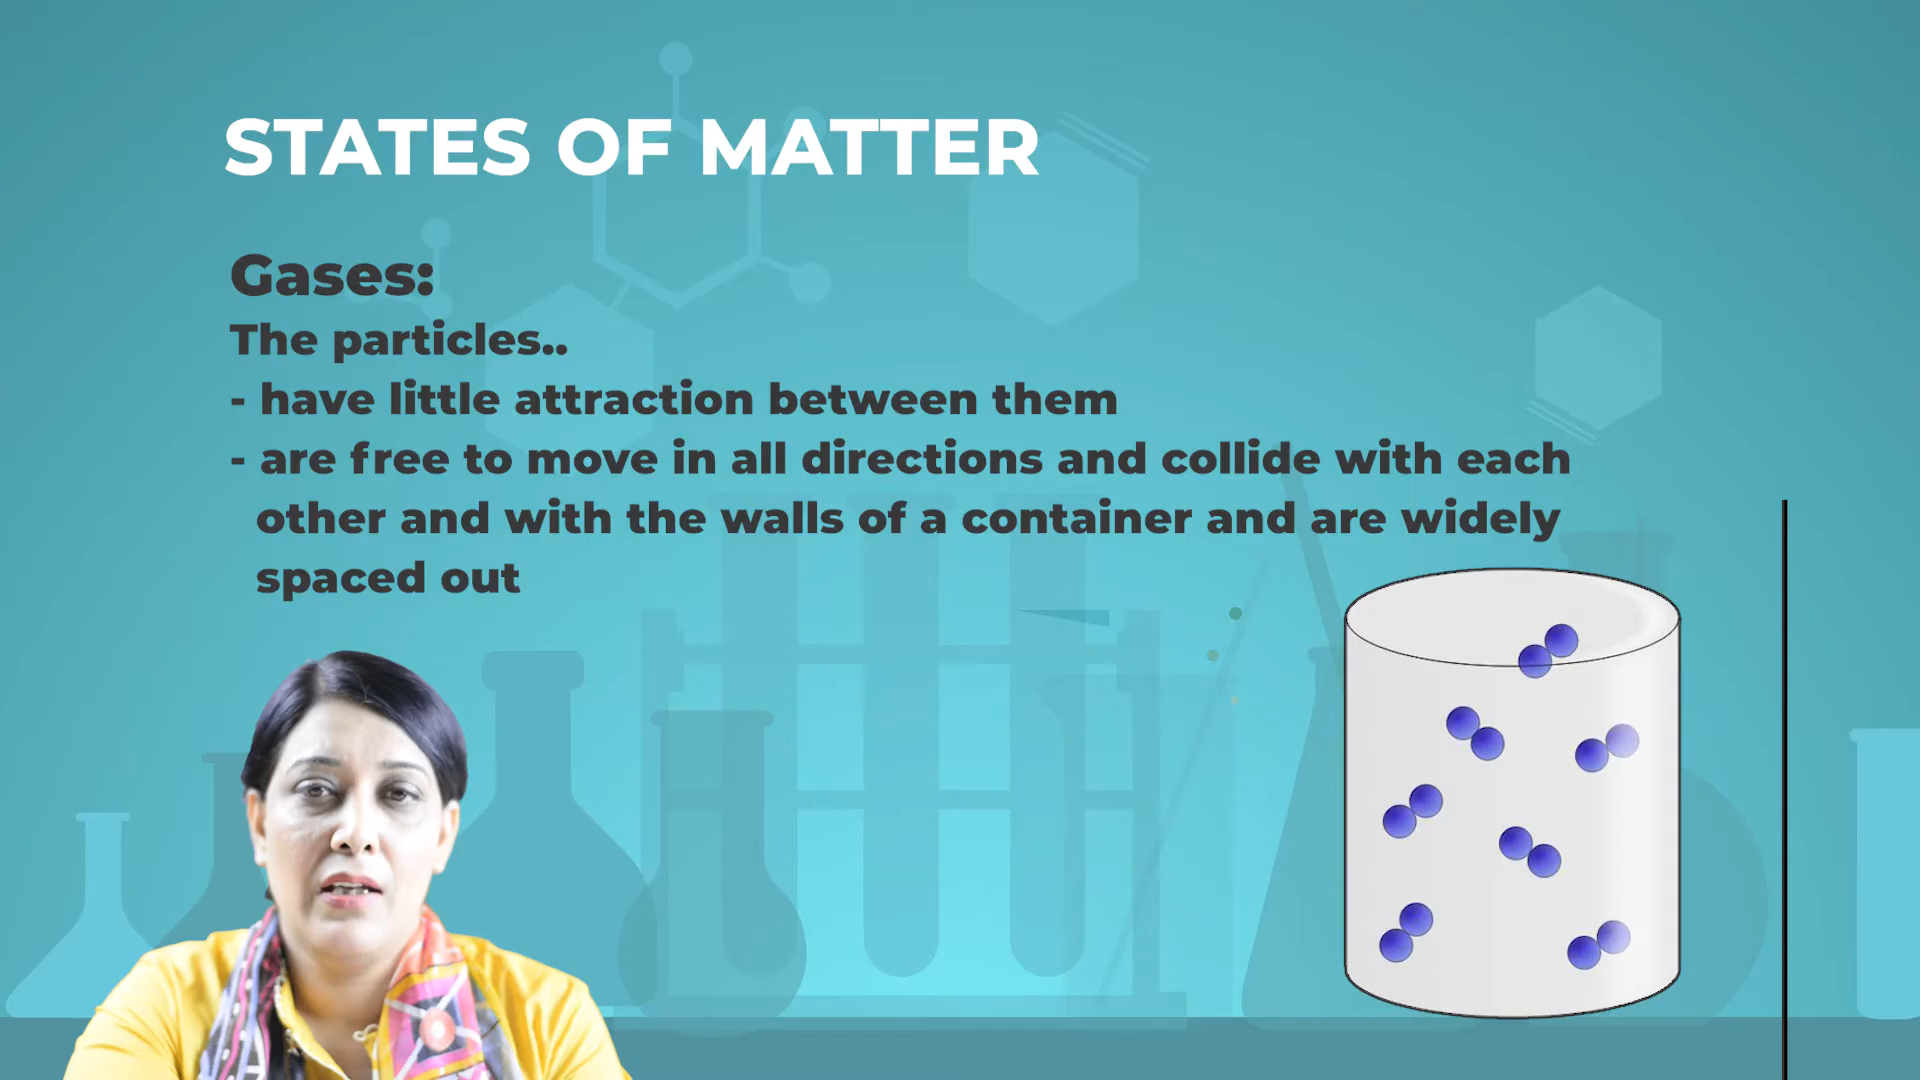 STATES OF MATTER
Gases:
The particles..
- have little attraction between them
- are free to move in all directions and collide with each
other and with the walls of a container and are widely
spaced out